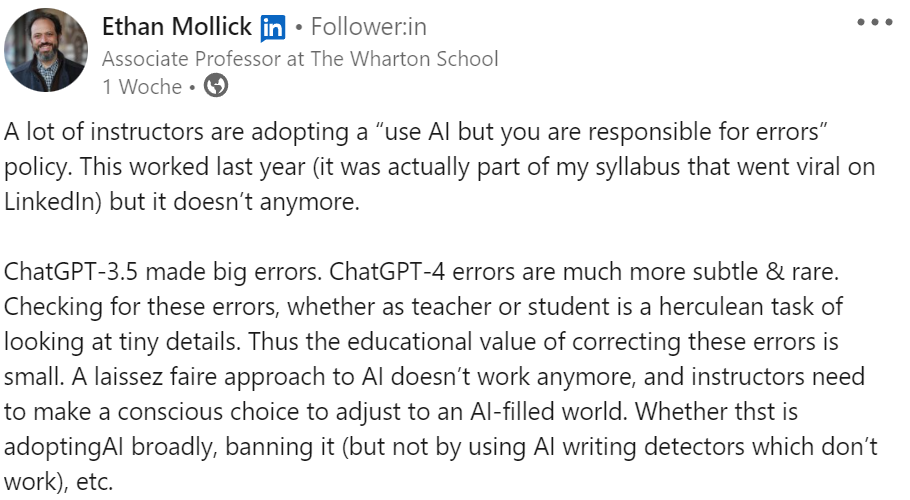 Ethan Mollick in • Follower:in
Associate Professor at The Wharton School
1 Woche •
A lot of instructors are adopting a “use AI but you are responsible for errors”
policy. This worked last year (it was actually part of my syllabus that went viral on
LinkedIn) but it doesn’t anymore.
ChatGPT-3.5 made big errors. ChatGPT-4 errors are much more subtle & rare.
Checking for these errors, whether as teacher or student is a herculean task of
looking at tiny details. Thus the educational value of correcting these errors is
small. A laissez faire approach to AI doesn’t work anymore, and instructors need
to make a conscious choice to adjust to an AI-filled world. Whether thst is
adoptingAI broadly, banning it (but not by using AI writing detectors which don’t
work), etc.